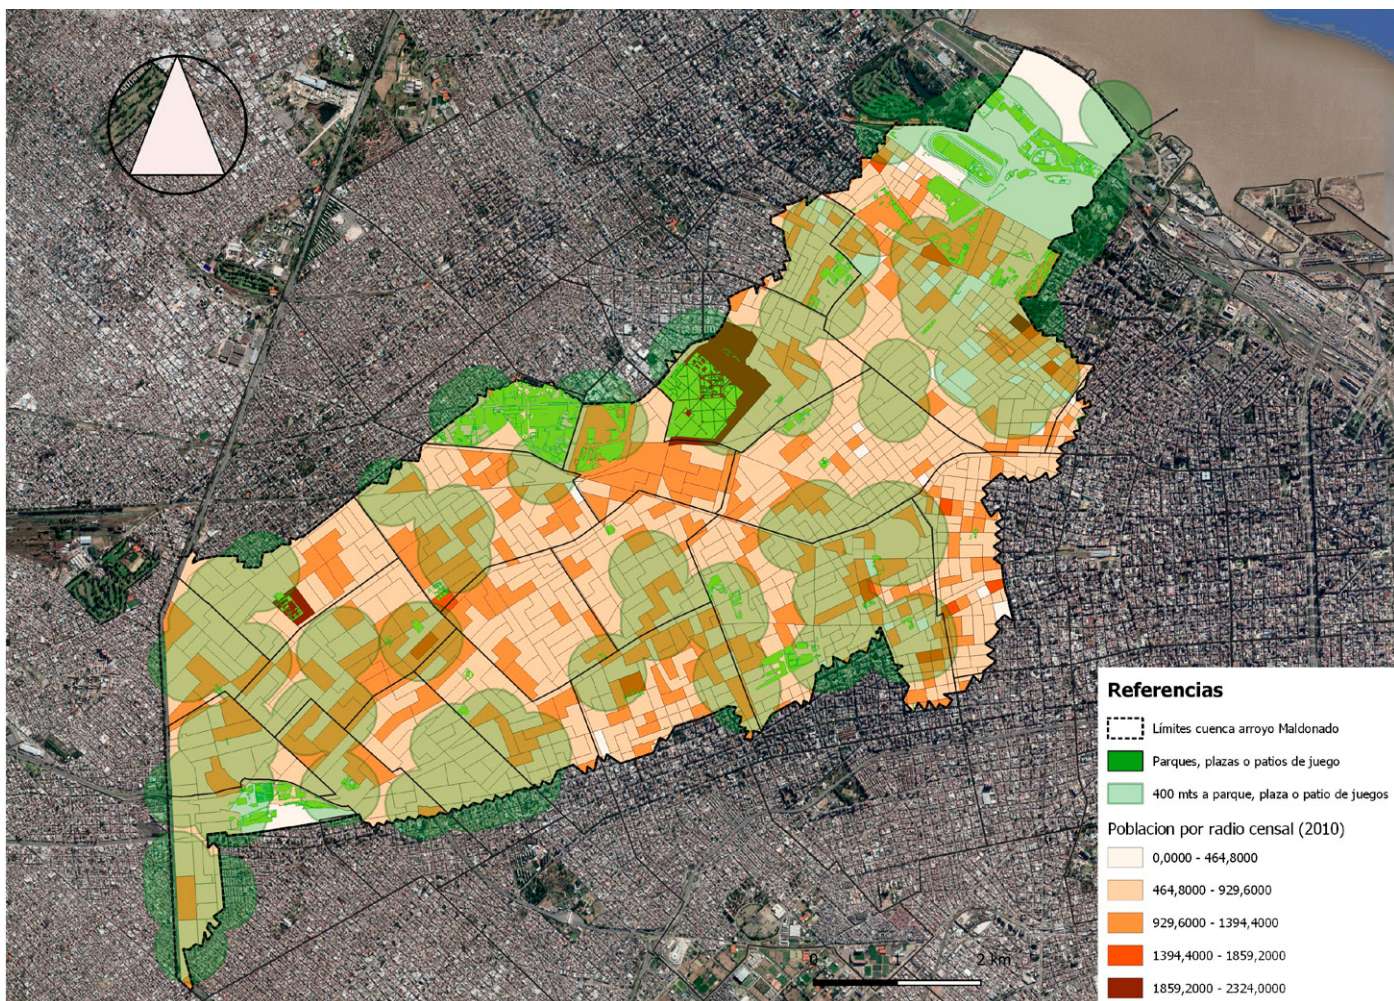 Referencias
Límites cuenca arroyo Maldonado
Parques, plazas o patios de juego
400 mts a parque, plaza o patio de juegos
Poblacion por radio censal (2010)
0,0000 - 464,8000
464,8000 - 929,6000
929,6000 - 1394,4000
1394,4000 - 1859,2000
1859,2000 - 2324,0000
0 1 2 km